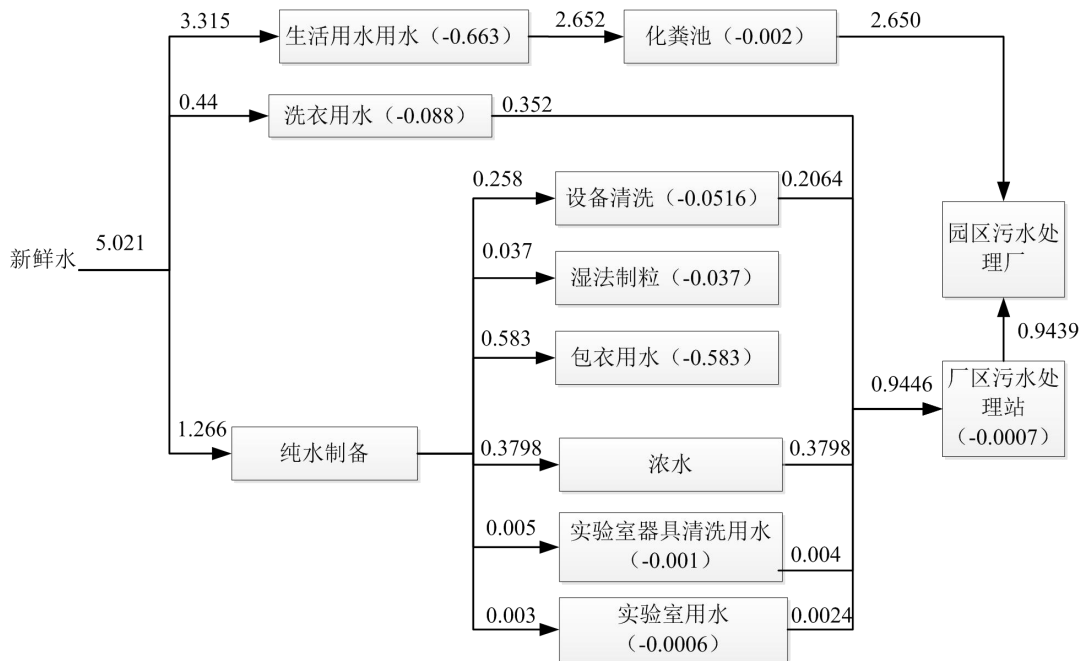 3.315
生活用水用水（-0.663）
2.652
化粪池（-0.002）
2.650
0.44
洗衣用水（-0.088）
0.352
0.258
设备清洗（-0.0516）
0.2064
新鲜水
5.021
0.037
湿法制粒（-0.037）
园区污水处
理厂
0.583
包衣用水（-0.583）
0.9439
0.9446
厂区污水处
理站
（-0.0007）
1.266
纯水制备
0.3798
浓水
0.3798
0.005
实验室器具清洗用水
（-0.001）
0.004
0.003
实验室用水
（-0.0006）
0.0024